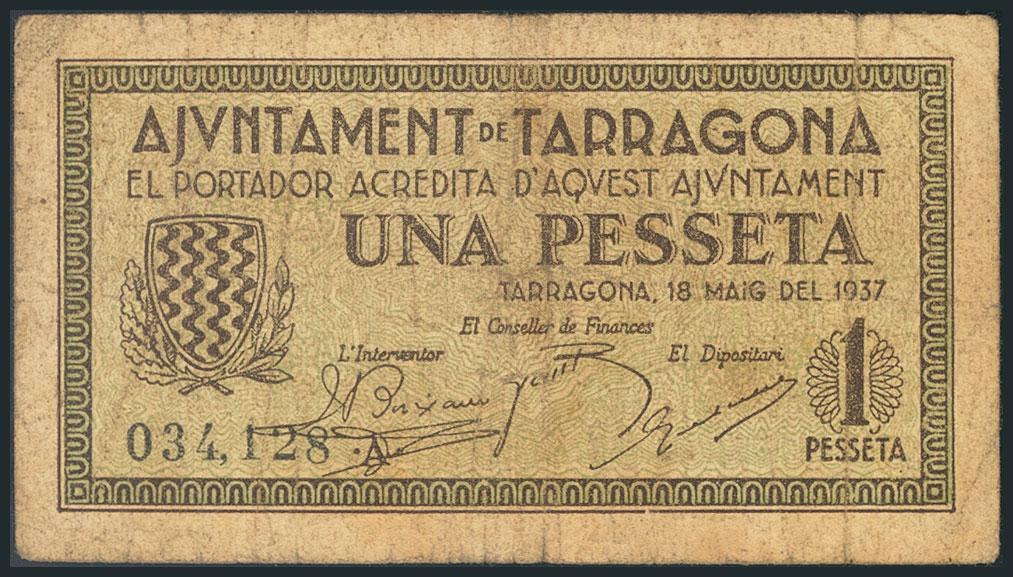 AJVNTAMENT DE TARRAGONA
EL PORTADOR ACREDITA D'AQVEST AJVNTAMENT
UNA PESSETA
TARRAGONA, 18 MAIG DEL 1937
El Conseller de Finances
L'Interventor
El Dipositari
034,128 · A
1
PESSETA